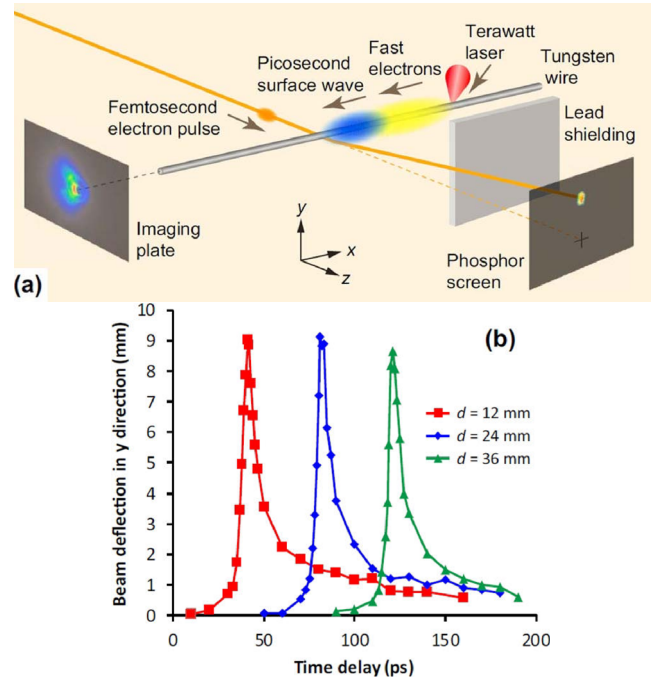 Terawatt
laser
Fast
electrons
Tungsten
wire
Picosecond
surface wave
Femtosecond
electron pulse
Lead
shielding
Imaging
plate
y
x
z
Phosphor
screen
(a)
(b)
Beam deflection in y direction (mm)
10
9
8
7
6
5
4
3
2
1
0
d = 12 mm
d = 24 mm
d = 36 mm
0 50 100 150 200
Time delay (ps)